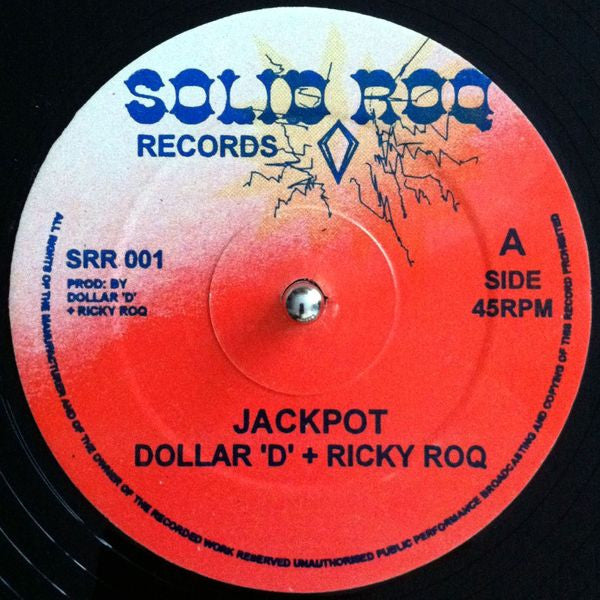 SOLID ROQ
RECORDS
SRR 001
PROD: BY
DOLLAR 'D'
+ RICKY ROQ
A
SIDE
45RPM
JACKPOT
DOLLAR 'D' + RICKY ROQ
ALL RIGHTS OF THE MANUFACTURER AND OF THE OWNER OF THE RECORDED WORK RESERVED UNAUTHORISED PUBLIC PERFORMANCE BROADCASTING AND COPYING OF THIS RECORD PROHIBITED